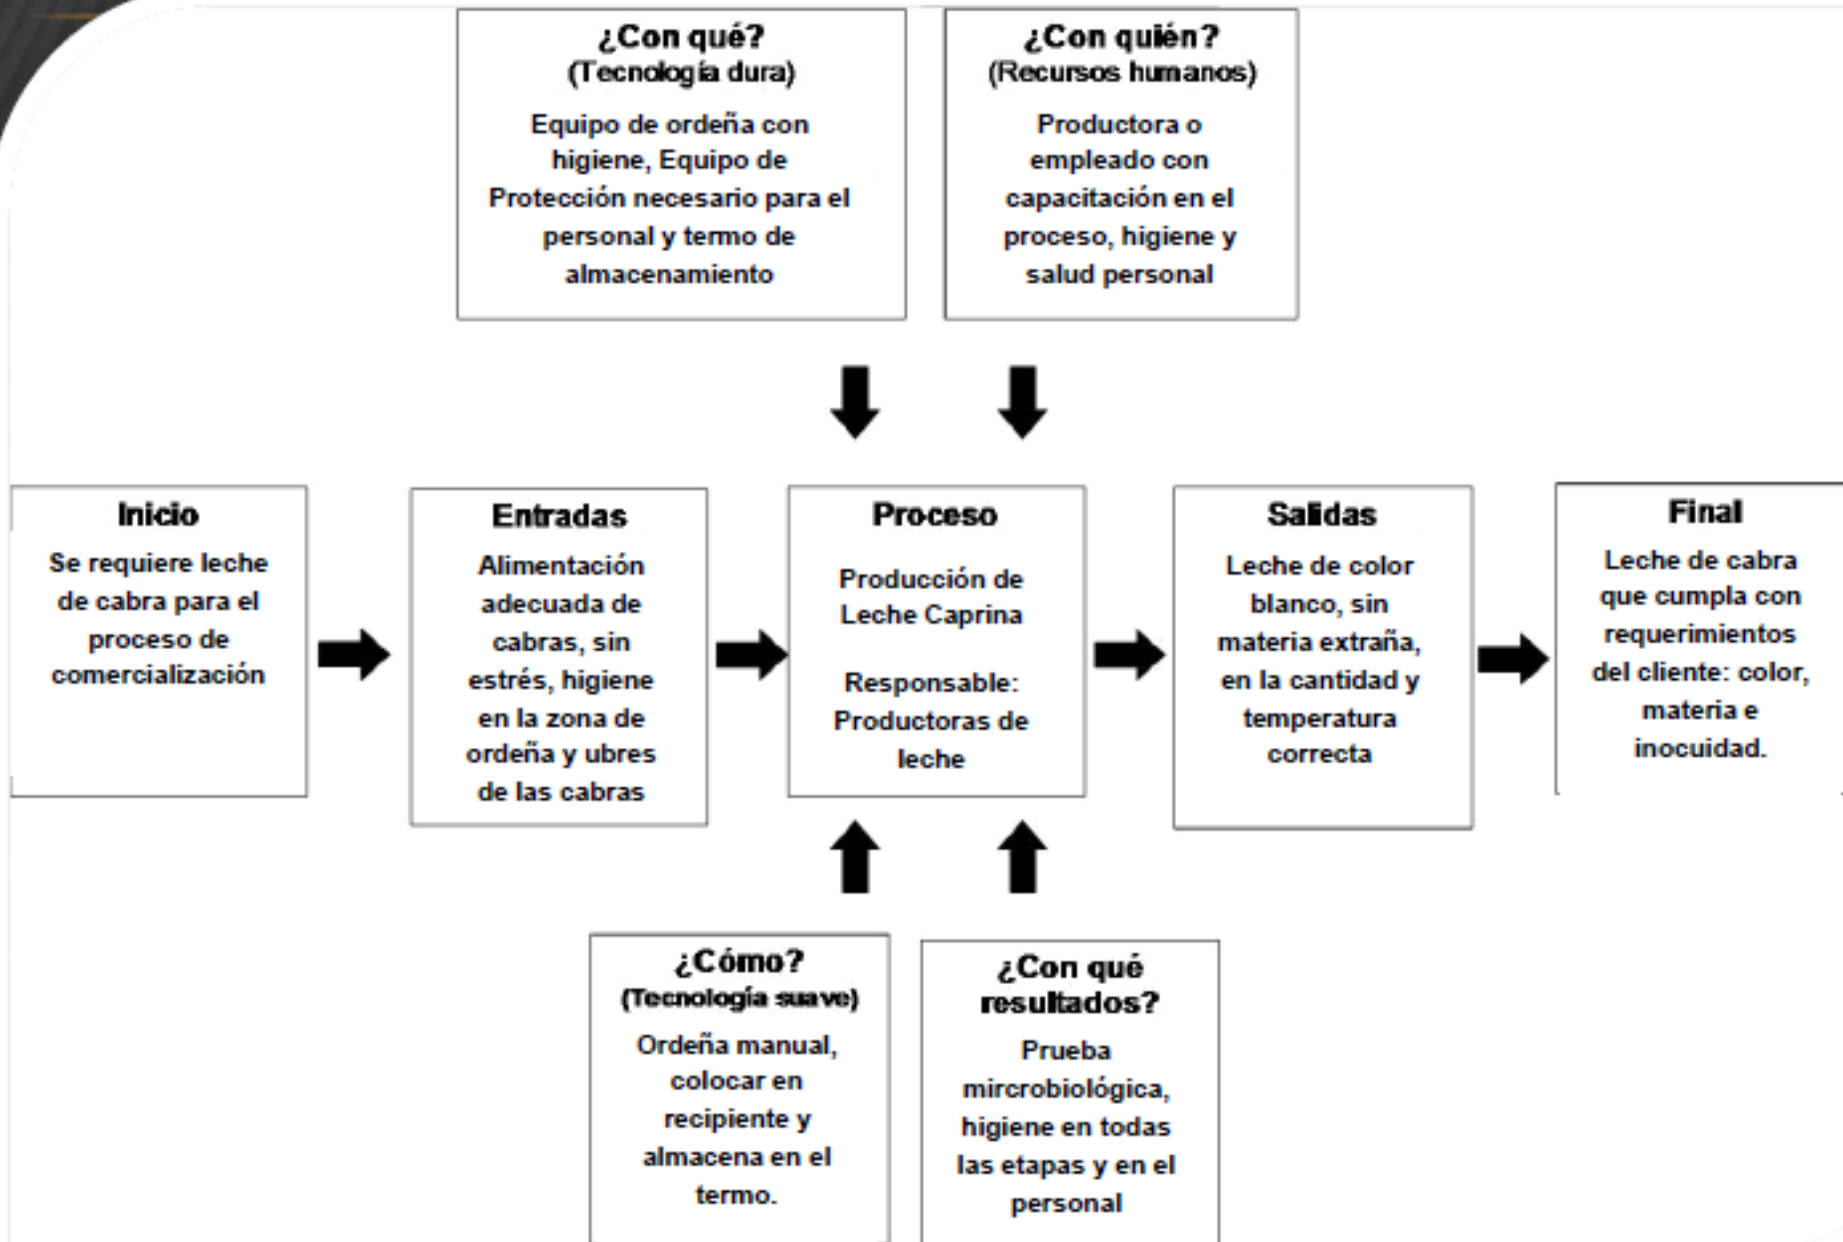 ¿Con qué?
(Tecnología dura)
Equipo de ordeña con
higiene, Equipo de
Protección necesario para el
personal y termo de
almacenamiento
¿Con quién?
(Recursos humanos)
Productora o
empleado con
capacitación en el
proceso, higiene y
salud personal
Inicio
Se requiere leche
de cabra para el
proceso de
comercialización
Entradas
Alimentación
adecuada de
cabras, sin
estrés, higiene
en la zona de
ordeña y ubres
de las cabras
Proceso
Producción de
Leche Caprina
Responsable:
Productoras de
leche
Salidas
Leche de color
blanco, sin
materia extraña,
en la cantidad y
temperatura
correcta
Final
Leche de cabra
que cumpla con
requerimientos
del cliente: color,
materia e
inocuidad.
¿Cómo?
(Tecnología suave)
Ordeña manual,
colocar en
recipiente y
almacena en el
termo.
¿Con qué
resultados?
Prueba
mircrobiológica,
higiene en todas
las etapas y en el
personal